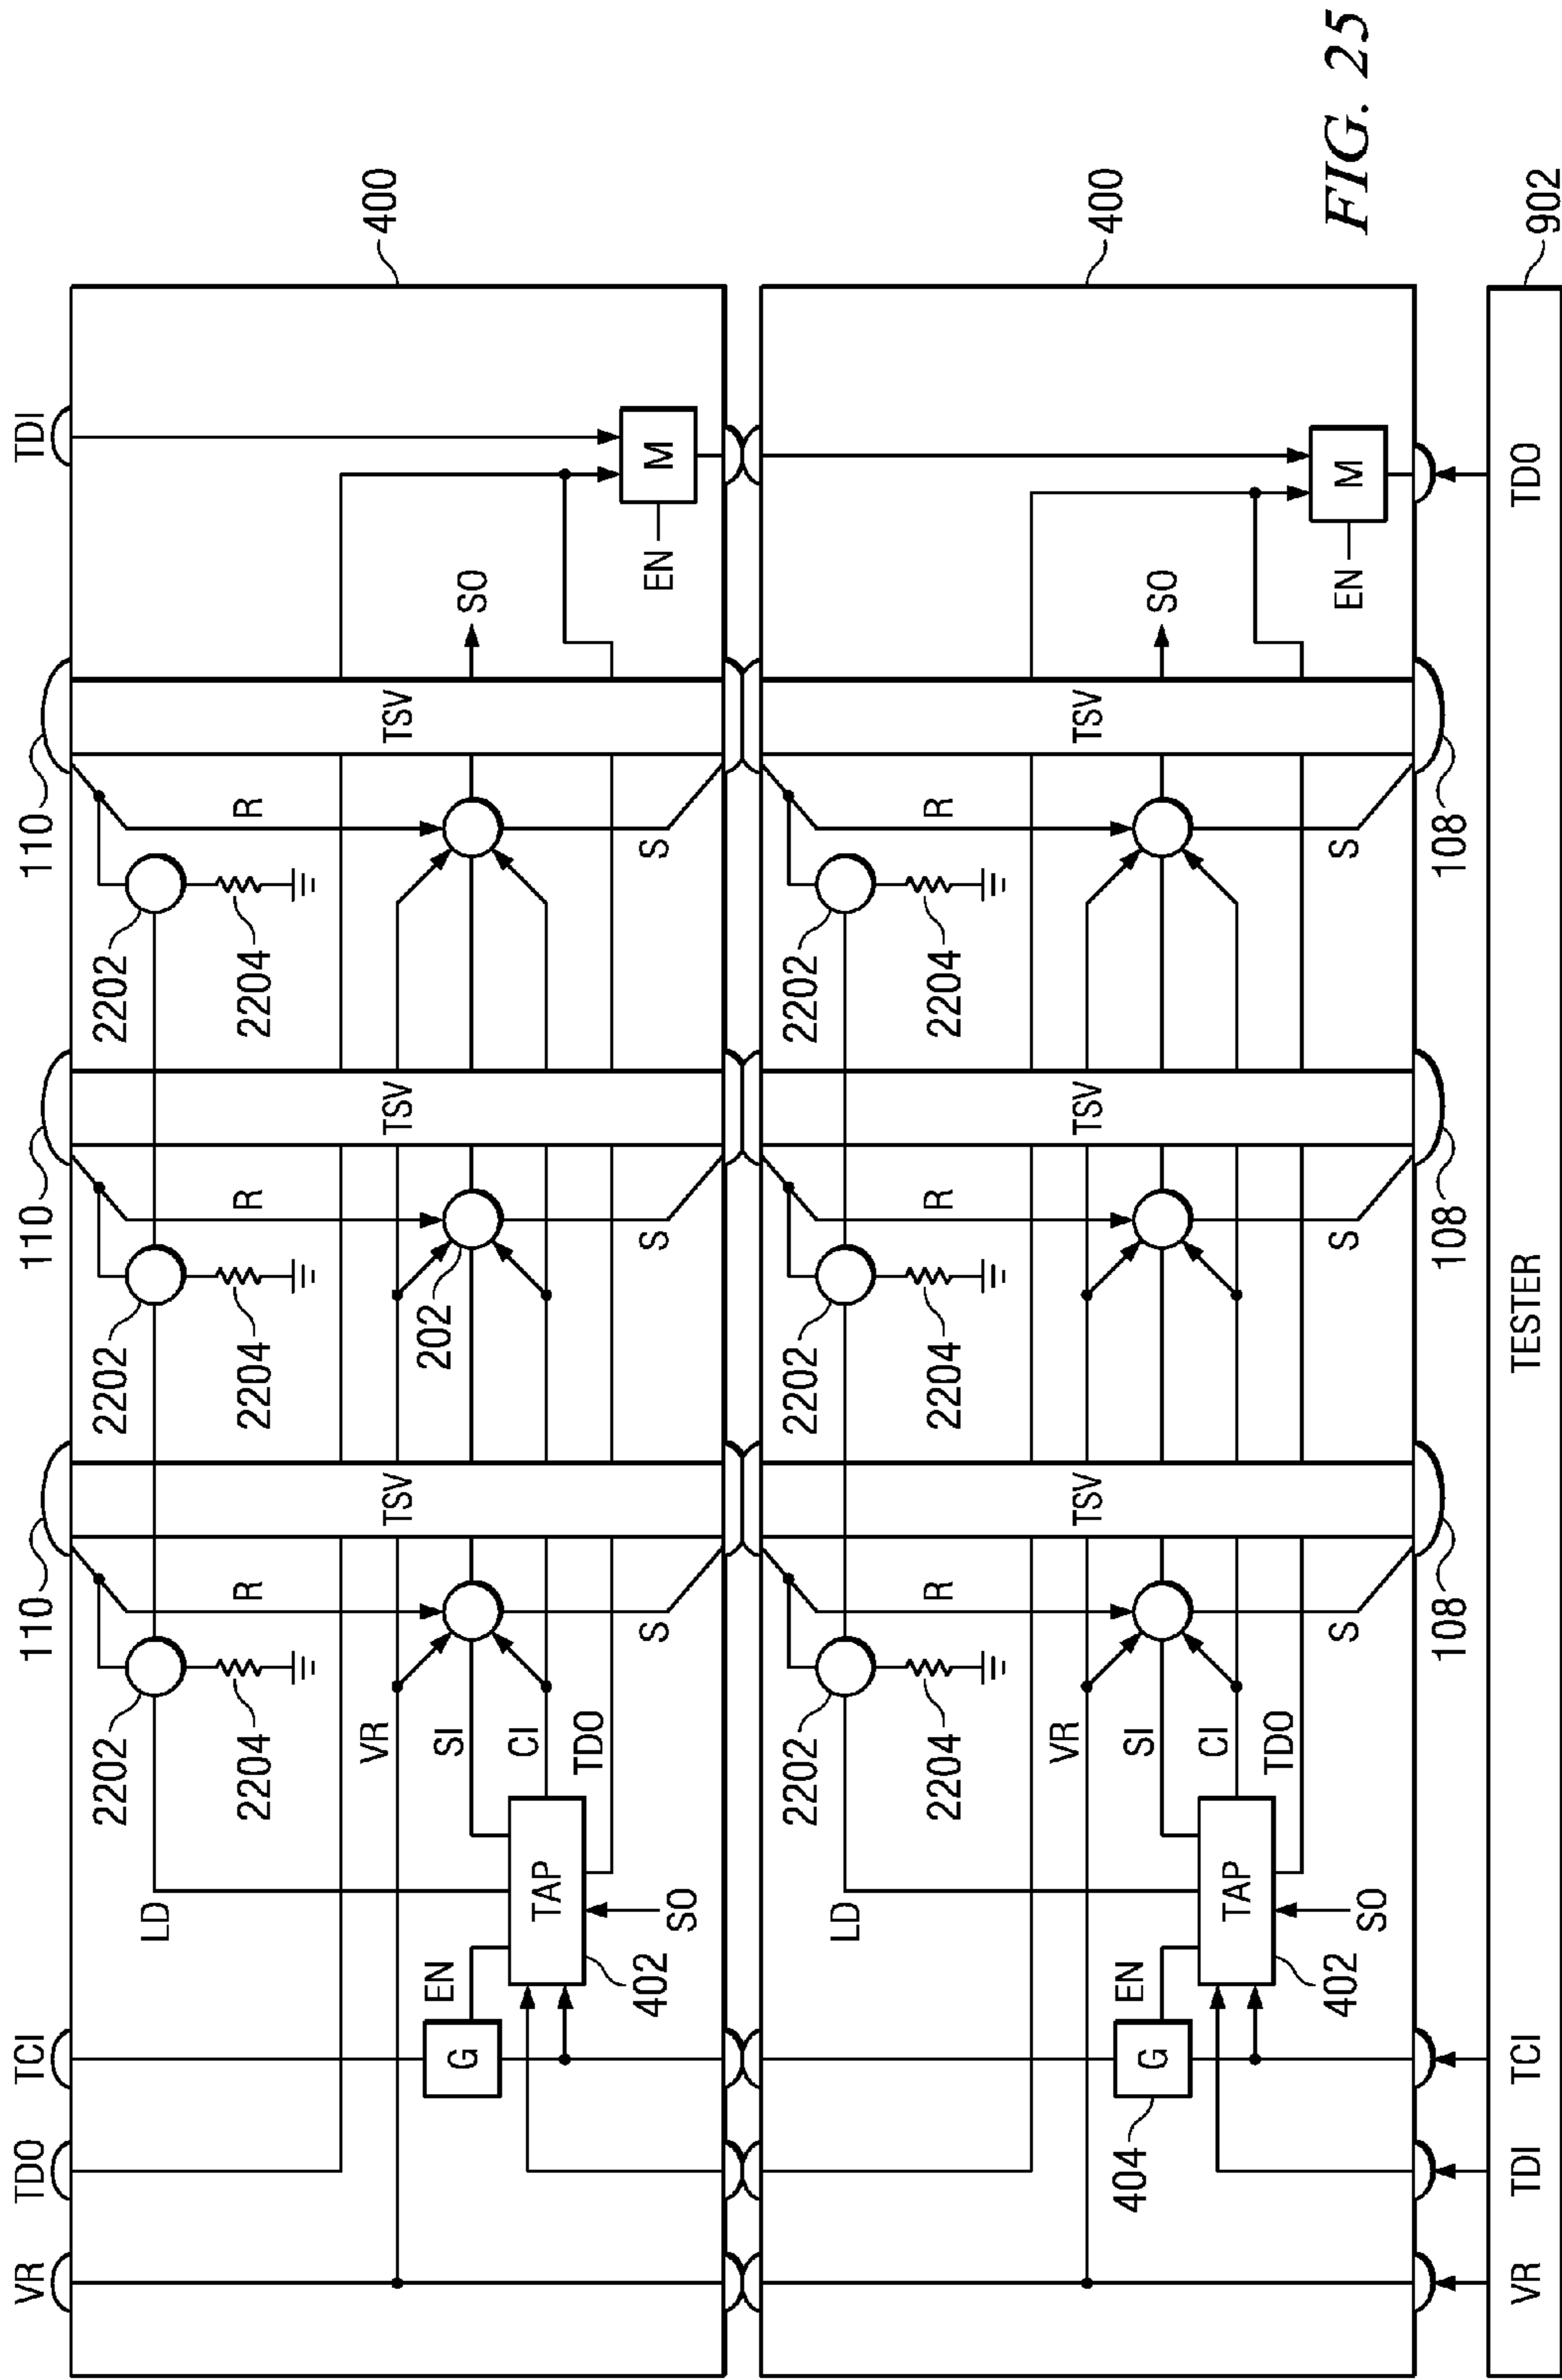 VR
TDO
TCI
110
110
110
TDI
2202
2202
2202
2204
2204
2204
R
R
R
LD
VR
TSV
TSV
TSV
400
EN
G
SI
202
SO
TAP
CI
M
402
TDO
SO
S
S
S
EN
2202
2202
2202
2204
2204
2204
R
R
R
LD
VR
TSV
TSV
TSV
400
404
EN
G
SI
SO
TAP
CI
M
402
TDO
SO
S
S
S
EN
108
108
108
VR
TDI
TCI
TESTER
TDO
902
FIG. 25